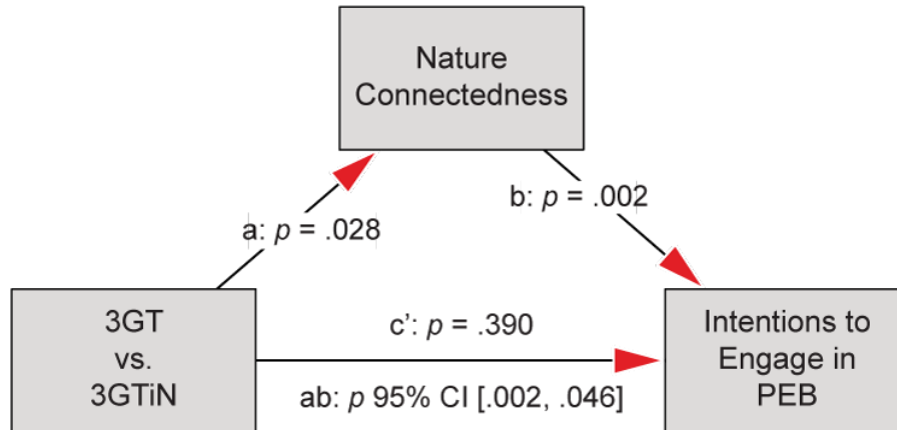 Nature
Connectedness
b: p = .002
a: p = .028
3GT
vs.
3GTiN
c’: p = .390
ab: p 95% CI [.002, .046]
Intentions to
Engage in
PEB